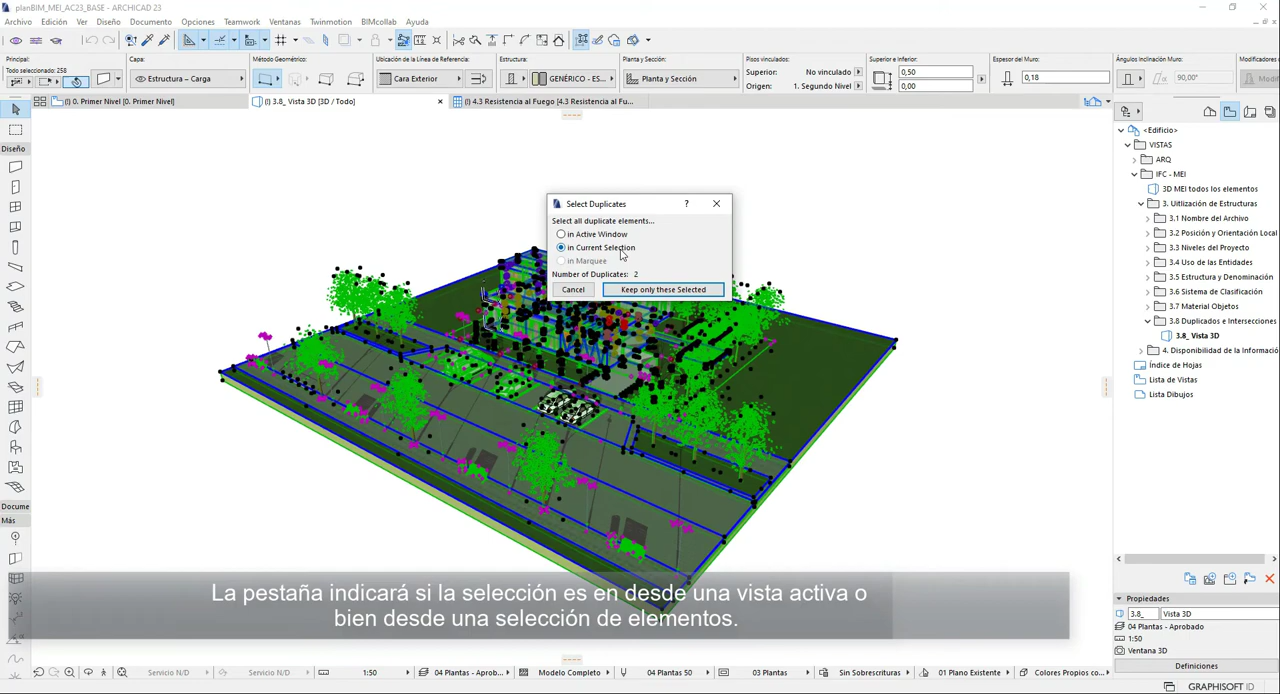 planBIM_MEI_AC23_BASE - ARCHICAD 23
Archivo Edición Ver Diseño Documento Opciones Teamwork Ventanas Twinmotion BIMcollab Ayuda
Principal: Capa: Método Geométrico: Ubicación de la Línea de Referencia: Estructura: Planta y Sección: Pisos vinculados: Superior e Inferior: Espesor del Muro: Ángulos Inclinación Muro: Modificadores
Todo seleccionado: 258
Estructura – Carga Cara Exterior GENÉRICO - ES... Planta y Sección
Superior: No vinculado 0,50
Origen: 1. Segundo Nivel 0,00
0,18 90,00° Modificadores
(I) 0. Primer Nivel [0. Primer Nivel] (I) 3.8_ Vista 3D [3D / Todo] (I) 4.3 Resistencia al Fuego [4.3 Resistencia al Fu...
Diseño
Docume
Más
Select Duplicates ?
Select all duplicate elements...
in Active Window
in Current Selection
in Marquee
Number of Duplicates: 2
Cancel Keep only these Selected
<Edificio>
VISTAS
ARQ
IFC - MEI
3D MEI todos los elementos
3. Utilización de Estructuras
3.1 Nombre del Archivo
3.2 Posición y Orientación Local
3.3 Niveles del Proyecto
3.4 Uso de las Entidades
3.5 Estructura y Denominación
3.6 Sistema de Clasificación
3.7 Material Objetos
3.8 Duplicados e Intersecciones
3.8_ Vista 3D
4. Disponibilidad de la Informació
Índice de Hojas
Lista de Vistas
Lista Dibujos
La pestaña indicará si la selección es en desde una vista activa o
bien desde una selección de elementos.
Propiedades
3.8_ Vista 3D
04 Plantas - Aprobado
1:50
Ventana 3D
Definiciones
Servicio N/D Servicio N/D 1:50 04 Plantas - Aprob... Modelo Completo 04 Plantas 50 03 Plantas Sin Sobrescrituras 01 Plano Existente Colores Propios co...
GRAPHISOFT ID